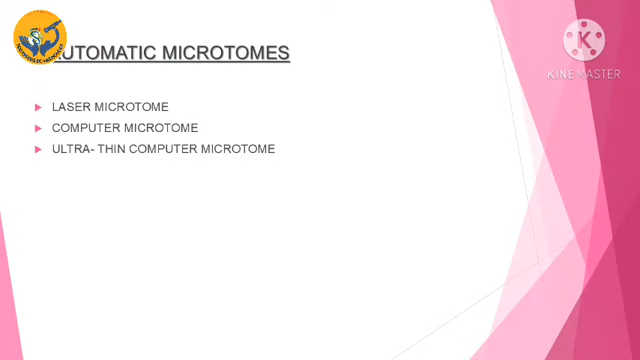 AUTOMATIC MICROTOMES
LASER MICROTOME
COMPUTER MICROTOME
ULTRA- THIN COMPUTER MICROTOME
K
KINEMASTER